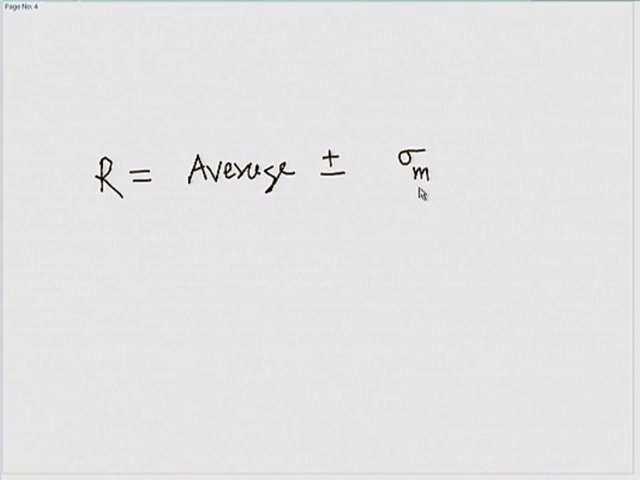 Page No: 4
R = Average ± σₘ